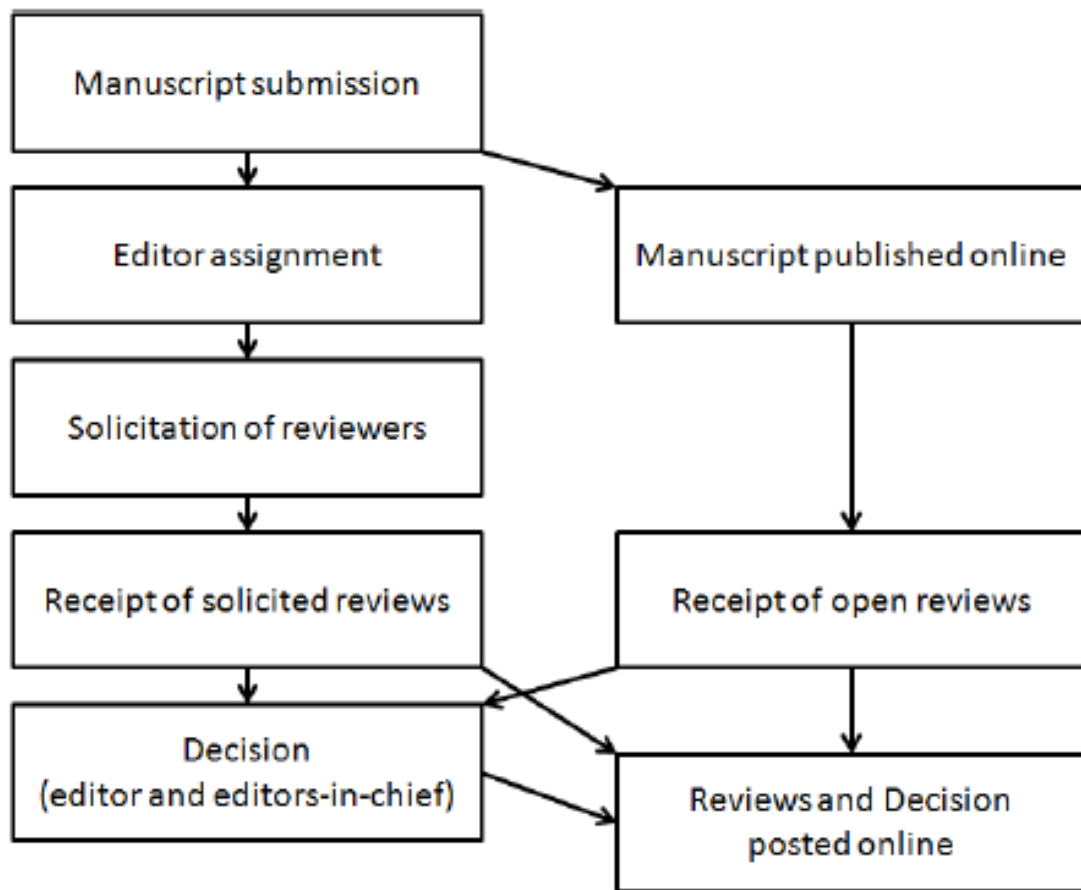 Manuscript submission
Editor assignment
Manuscript published online
Solicitation of reviewers
Receipt of solicited reviews
Receipt of open reviews
Decision
(editor and editors-in-chief)
Reviews and Decision
posted online